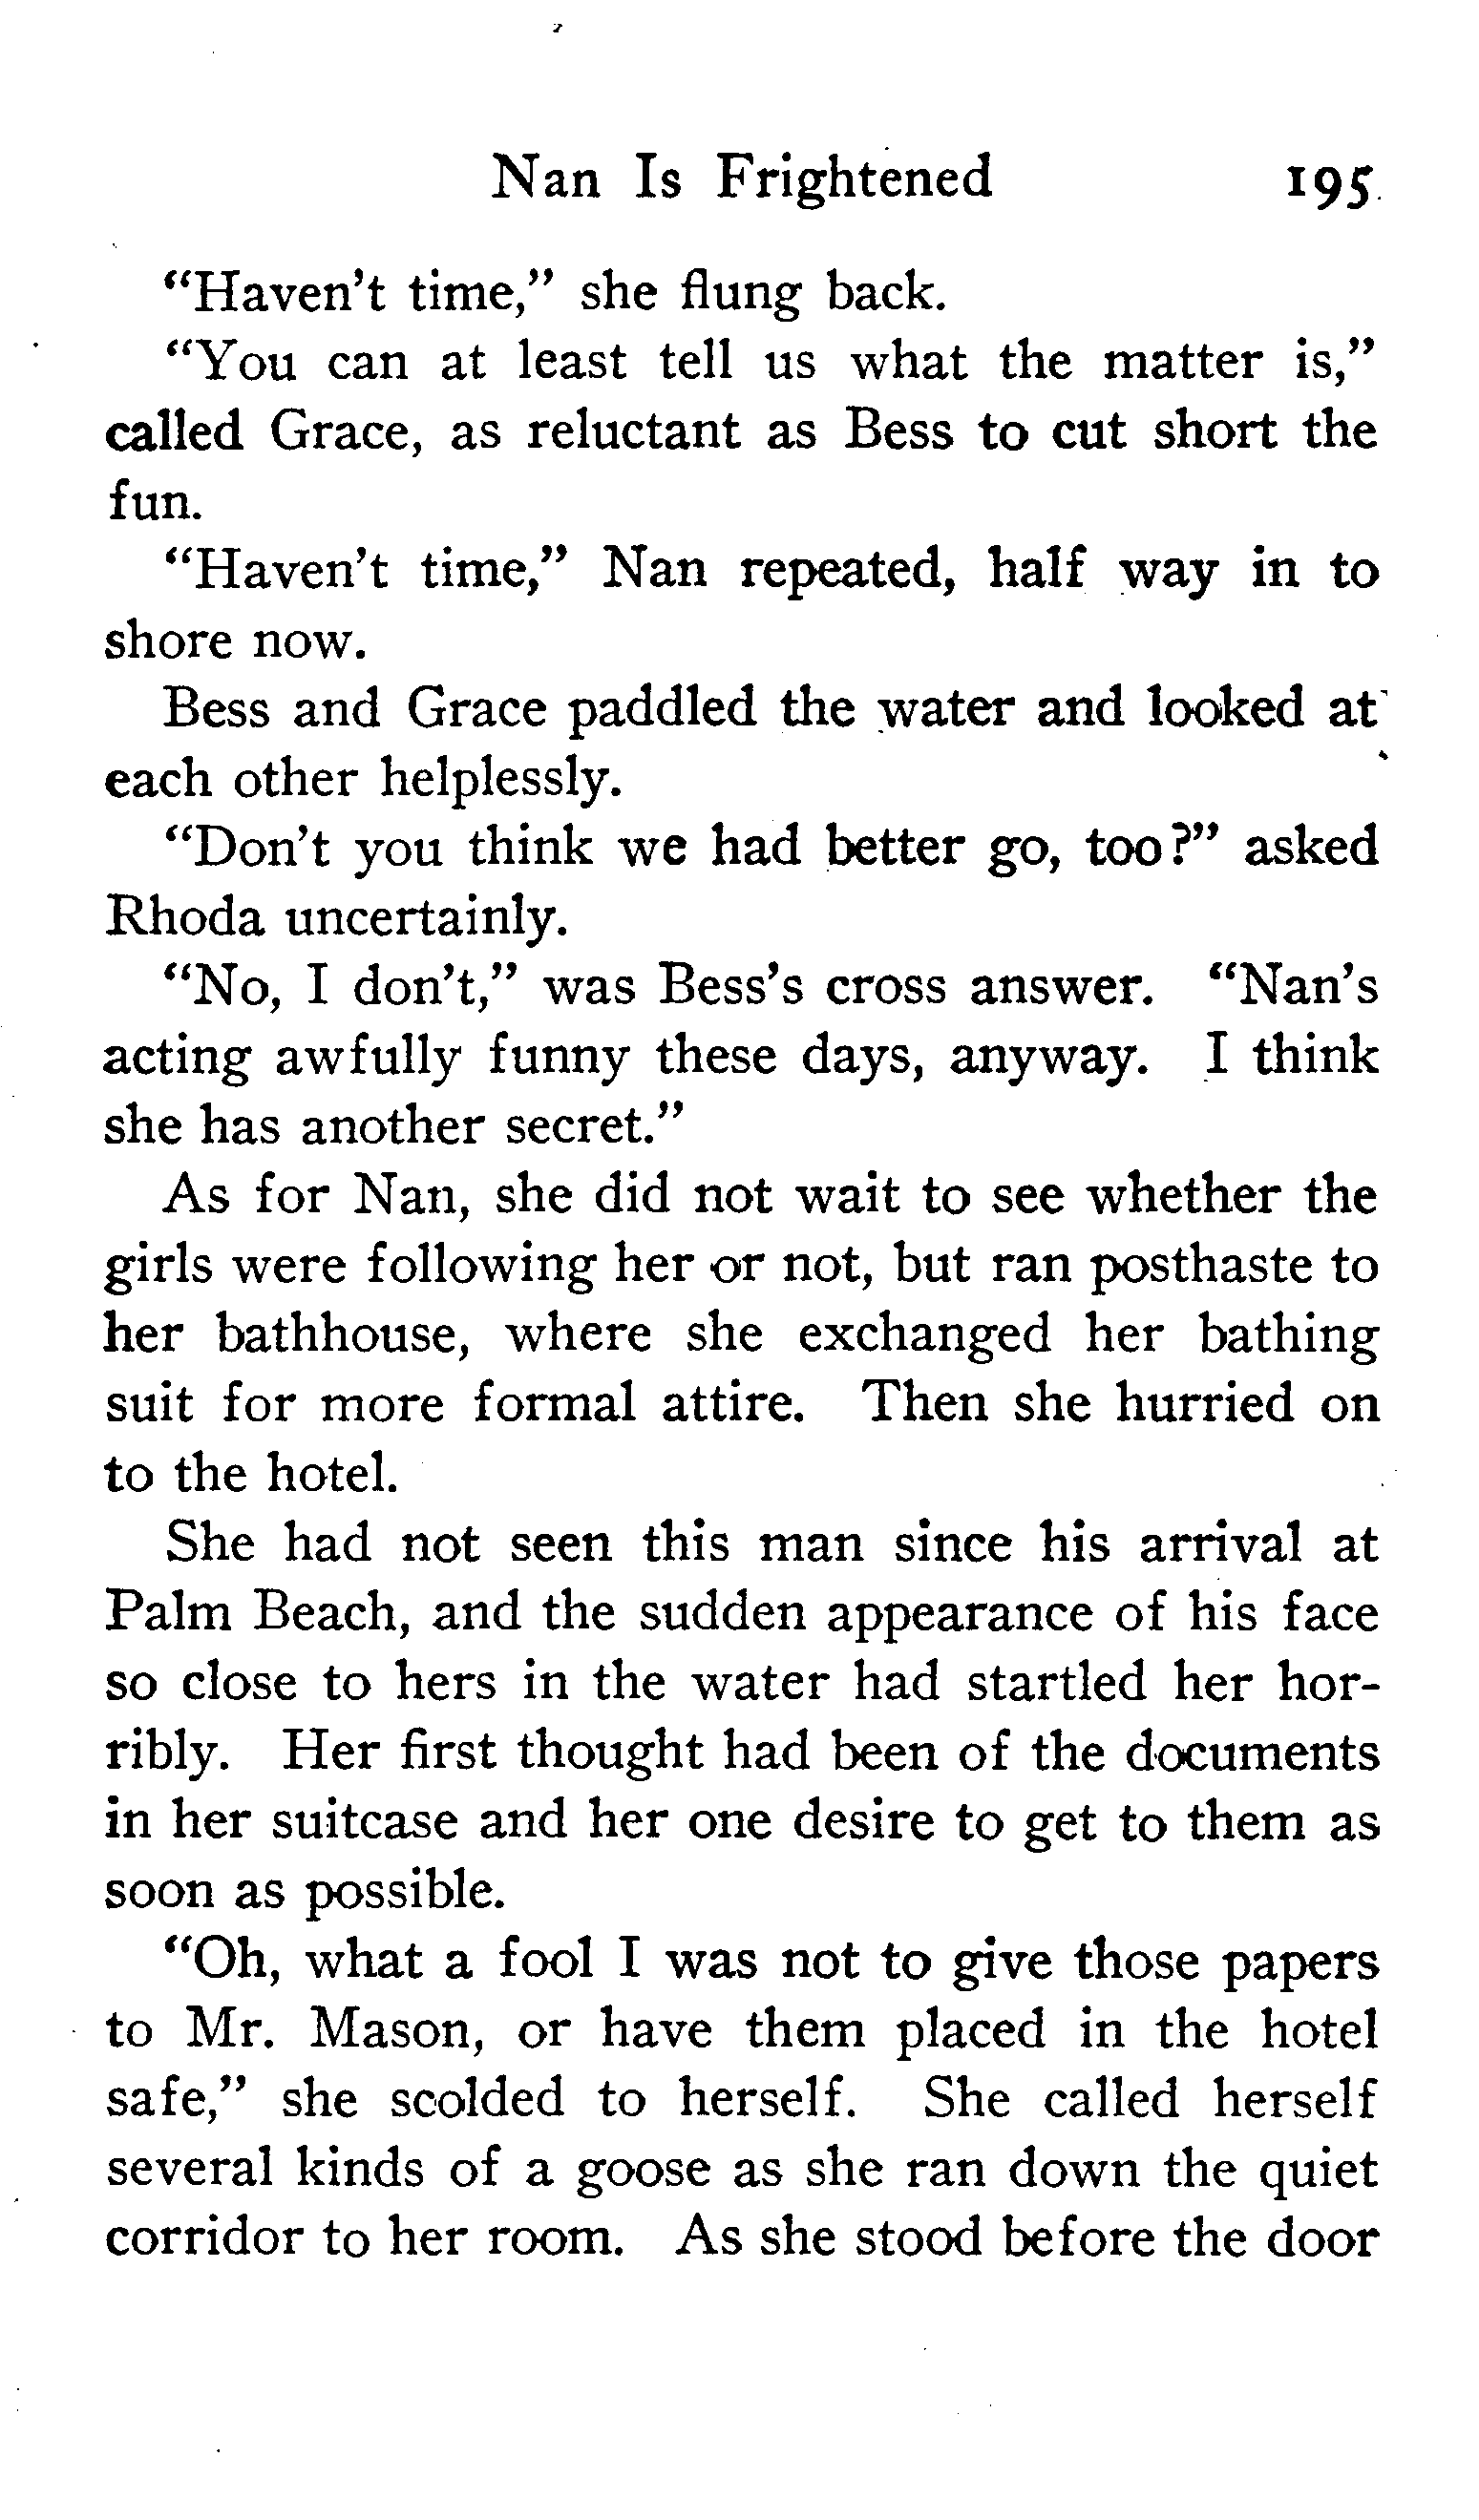 Nan Is Frightened 195
"Haven't time," she flung back.
"You can at least tell us what the matter is,"
called Grace, as reluctant as Bess to cut short the
fun.
"Haven't time," Nan repeated, half way in to
shore now.
Bess and Grace paddled the water and looked at
each other helplessly.
"Don't you think we had better go, too?" asked
Rhoda uncertainly.
"No, I don't," was Bess's cross answer. "Nan's
acting awfully funny these days, anyway. I think
she has another secret."
As for Nan, she did not wait to see whether the
girls were following her or not, but ran posthaste to
her bathhouse, where she exchanged her bathing
suit for more formal attire. Then she hurried on
to the hotel.
She had not seen this man since his arrival at
Palm Beach, and the sudden appearance of his face
so close to hers in the water had startled her hor-
ribly. Her first thought had been of the documents
in her suitcase and her one desire to get to them as
soon as possible.
"Oh, what a fool I was not to give those papers
to Mr. Mason, or have them placed in the hotel
safe," she scolded to herself. She called herself
several kinds of a goose as she ran down the quiet
corridor to her room. As she stood before the door